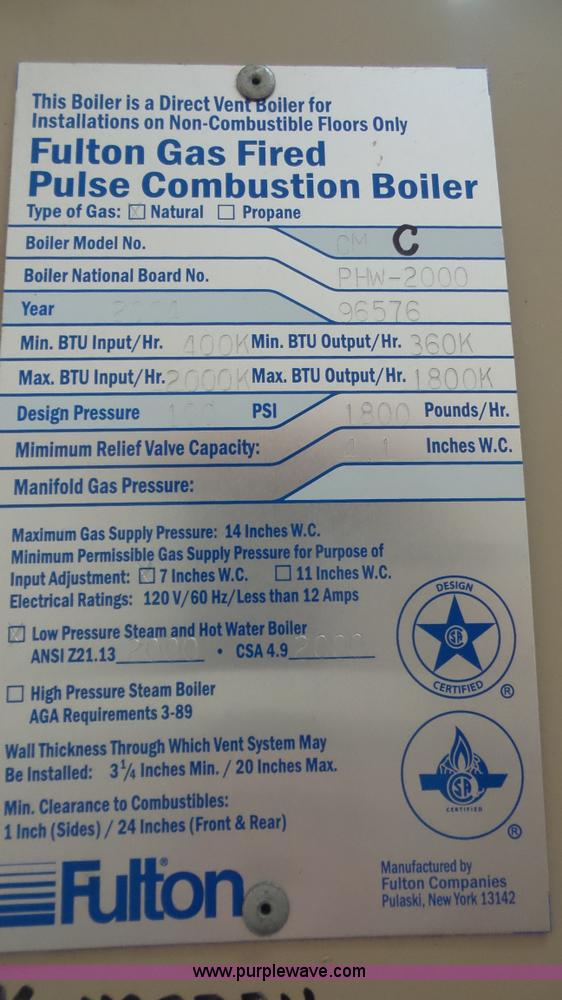 This Boiler is a Direct Vent Boiler for
Installations on Non-Combustible Floors Only
Fulton Gas Fired
Pulse Combustion Boiler
Type of Gas: Natural Propane
Boiler Model No. CM C
Boiler National Board No. PHW-2000
Year 2004 96576
Min. BTU Input/Hr. 400K Min. BTU Output/Hr. 360K
Max. BTU Input/Hr. 2000K Max. BTU Output/Hr. 1800K
Design Pressure 100 PSI 1800 Pounds/Hr.
Mimimum Relief Valve Capacity: 4.1 Inches W.C.
Manifold Gas Pressure:
Maximum Gas Supply Pressure: 14 Inches W.C.
Minimum Permissible Gas Supply Pressure for Purpose of
Input Adjustment: 7 Inches W.C. 11 Inches W.C.
Electrical Ratings: 120 V/60 Hz/Less than 12 Amps
Low Pressure Steam and Hot Water Boiler
ANSI Z21.13 2000 • CSA 4.9 2000
High Pressure Steam Boiler
AGA Requirements 3-89
Wall Thickness Through Which Vent System May
Be Installed: 3 1/4 Inches Min. / 20 Inches Max.
Min. Clearance to Combustibles:
1 Inch (Sides) / 24 Inches (Front & Rear)
DESIGN
CERTIFIED ®
CERTIFIED
®
Fulton®
Manufactured by
Fulton Companies
Pulaski, New York 13142
www.purplewave.com